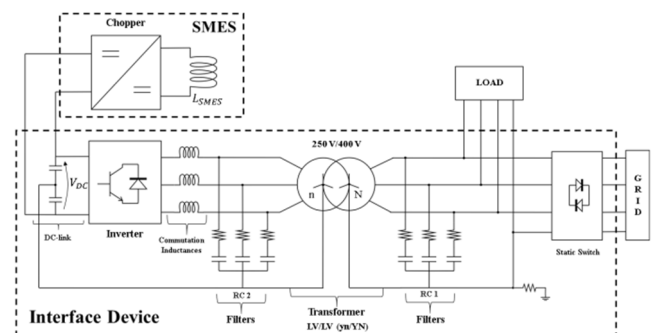 Chopper
SMES
L_SMES
LOAD
250 V/400 V
V_DC
n
N
G
R
I
D
DC-link
Inverter
Commutation
Inductances
Static Switch
RC 2
Filters
Transformer
LV/LV (yn/YN)
RC 1
Filters
Interface Device